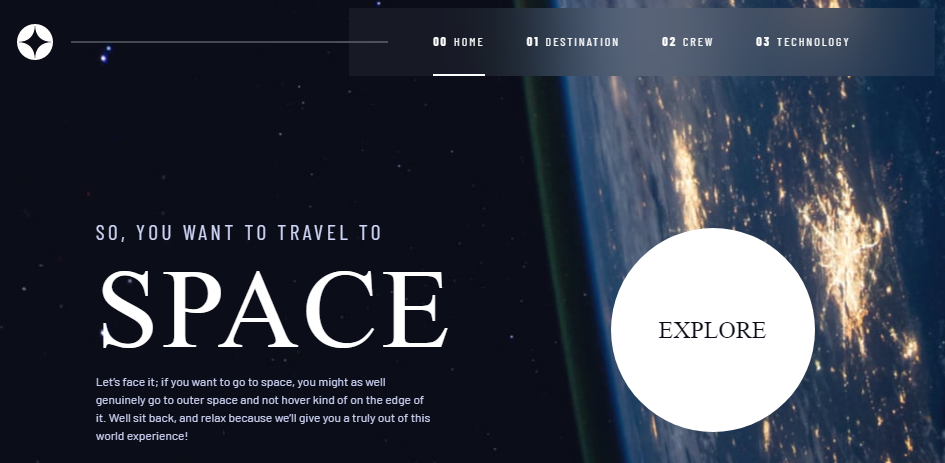 00 HOME 01 DESTINATION 02 CREW 03 TECHNOLOGY
SO, YOU WANT TO TRAVEL TO
SPACE
Let's face it; if you want to go to space, you might as well
genuinely go to outer space and not hover kind of on the edge of
it. Well sit back, and relax because we'll give you a truly out of this
world experience!
EXPLORE